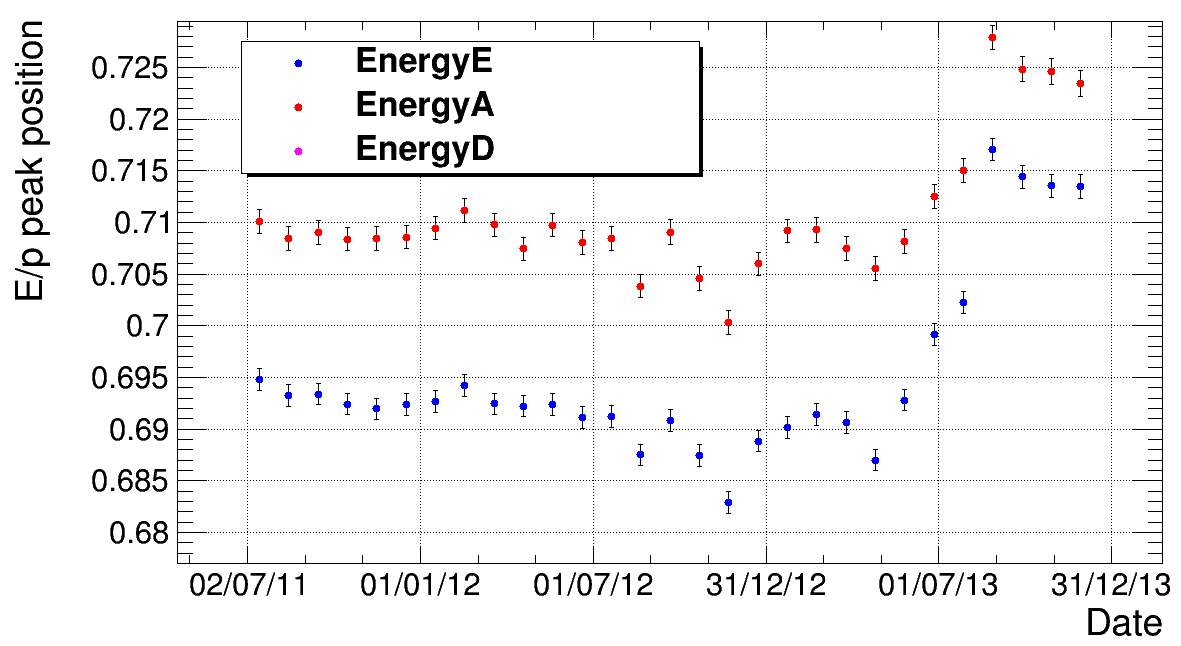 E/p peak position
EnergyE
EnergyA
EnergyD
0.725
0.72
0.715
0.71
0.705
0.7
0.695
0.69
0.685
0.68
02/07/11 01/01/12 01/07/12 31/12/12 01/07/13 31/12/13
Date